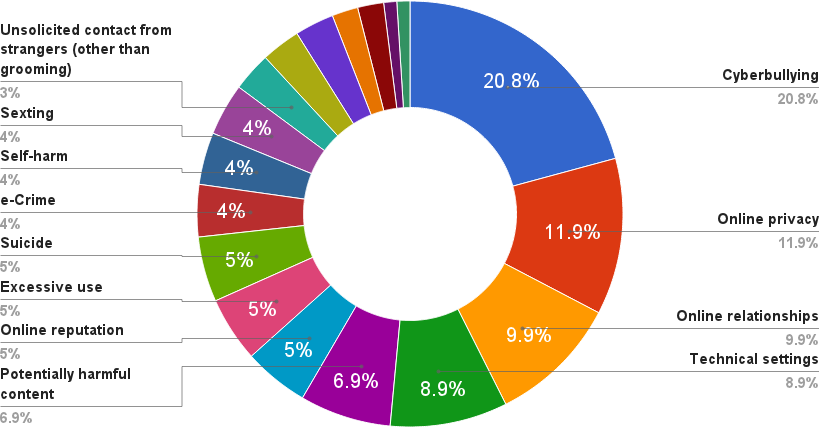 Unsolicited contact from
strangers (other than
grooming)
3%
Sexting
4%
Self-harm
4%
e-Crime
4%
Suicide
5%
Excessive use
5%
Online reputation
5%
Potentially harmful
content
6.9%
20.8%
11.9%
9.9%
8.9%
6.9%
5%
5%
5%
4%
4%
4%
Cyberbullying
20.8%
Online privacy
11.9%
Online relationships
9.9%
Technical settings
8.9%